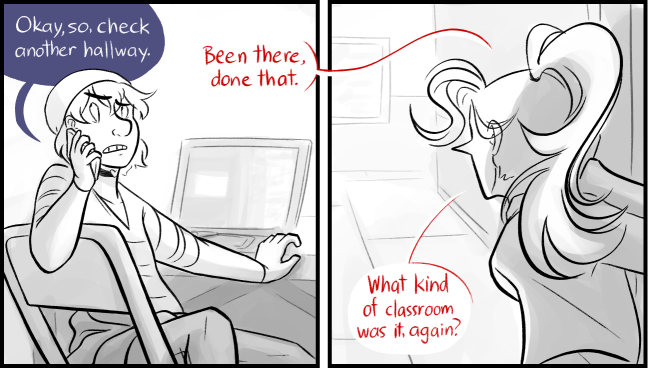 Okay, so, check
another hallway.
Been there,
done that.
What kind
of classroom
was it, again?